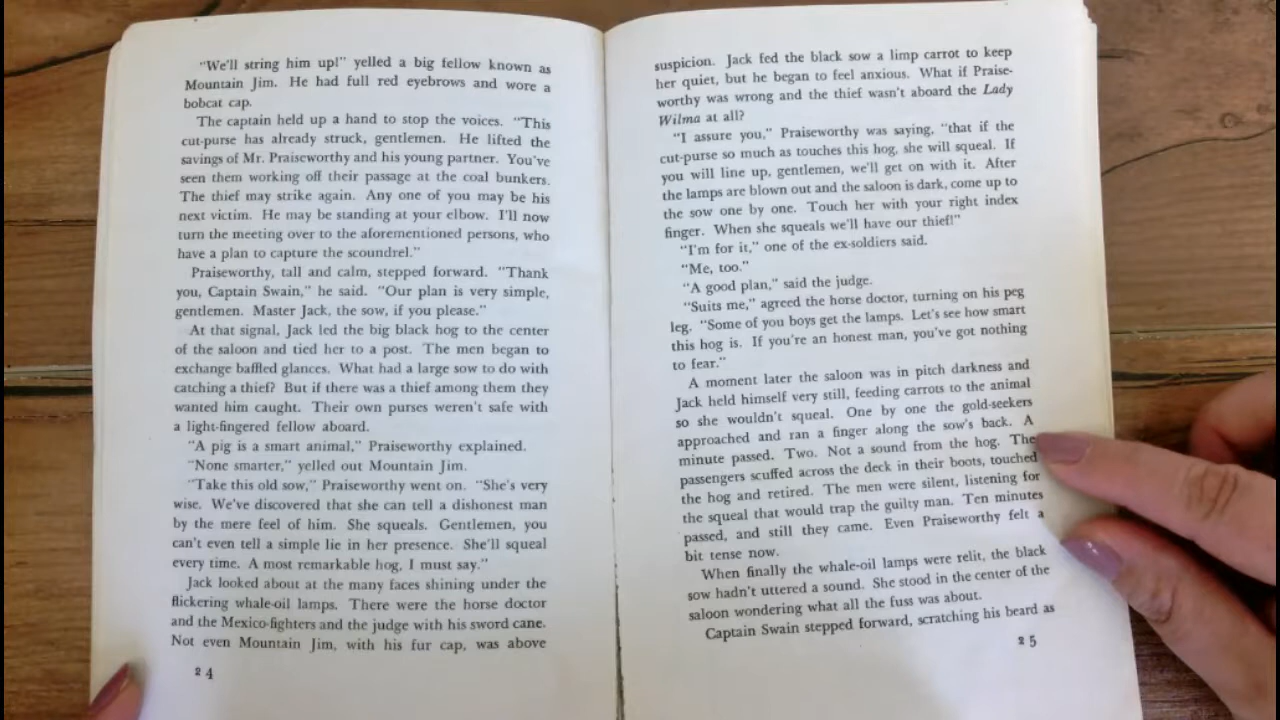 "We'll string him up!" yelled a big fellow known as
Mountain Jim. He had full red eyebrows and wore a
bobcat cap.
The captain held up a hand to stop the voices. "This
cut-purse has already struck, gentlemen. He lifted the
savings of Mr. Praiseworthy and his young partner. You've
seen them working off their passage at the coal bunkers.
The thief may strike again. Any one of you may be his
next victim. He may be standing at your elbow. I'll now
turn the meeting over to the aforementioned persons, who
have a plan to capture the scoundrel."
Praiseworthy, tall and calm, stepped forward. "Thank
you, Captain Swain," he said. "Our plan is very simple,
gentlemen. Master Jack, the sow, if you please."
At that signal, Jack led the big black hog to the center
of the saloon and tied her to a post. The men began to
exchange baffled glances. What had a large sow to do with
catching a thief? But if there was a thief among them they
wanted him caught. Their own purses weren't safe with
a light-fingered fellow aboard.
"A pig is a smart animal," Praiseworthy explained.
"None smarter," yelled out Mountain Jim.
"Take this old sow," Praiseworthy went on. "She's very
wise. We've discovered that she can tell a dishonest man
by the mere feel of him. She squeals. Gentlemen, you
can't even tell a simple lie in her presence. She'll squeal
every time. A most remarkable hog, I must say."
Jack looked about at the many faces shining under the
flickering whale-oil lamps. There were the horse doctor
and the Mexico-fighters and the judge with his sword cane.
Not even Mountain Jim, with his fur cap, was above
24
suspicion. Jack fed the black sow a limp carrot to keep
her quiet, but he began to feel anxious. What if Praise-
worthy was wrong and the thief wasn't aboard the Lady
Wilma at all?
"I assure you," Praiseworthy was saying, "that if the
cut-purse so much as touches this hog, she will squeal. If
you will line up, gentlemen, we'll get on with it. After
the lamps are blown out and the saloon is dark, come up to
the sow one by one. Touch her with your right index
finger. When she squeals we'll have our thief!"
"I'm for it," one of the ex-soldiers said.
"Me, too."
"A good plan," said the judge.
"Suits me," agreed the horse doctor, turning on his peg
leg. "Some of you boys get the lamps. Let's see how smart
this hog is. If you're an honest man, you've got nothing
to fear."
A moment later the saloon was in pitch darkness and
Jack held himself very still, feeding carrots to the animal
so she wouldn't squeal. One by one the gold-seekers
approached and ran a finger along the sow's back. A
minute passed. Two. Not a sound from the hog. The
passengers scuffed across the deck in their boots, touched
the hog and retired. The men were silent, listening for
the squeal that would trap the guilty man. Ten minutes
passed, and still they came. Even Praiseworthy felt a
bit tense now.
When finally the whale-oil lamps were relit, the black
sow hadn't uttered a sound. She stood in the center of the
saloon wondering what all the fuss was about.
Captain Swain stepped forward, scratching his beard as
25